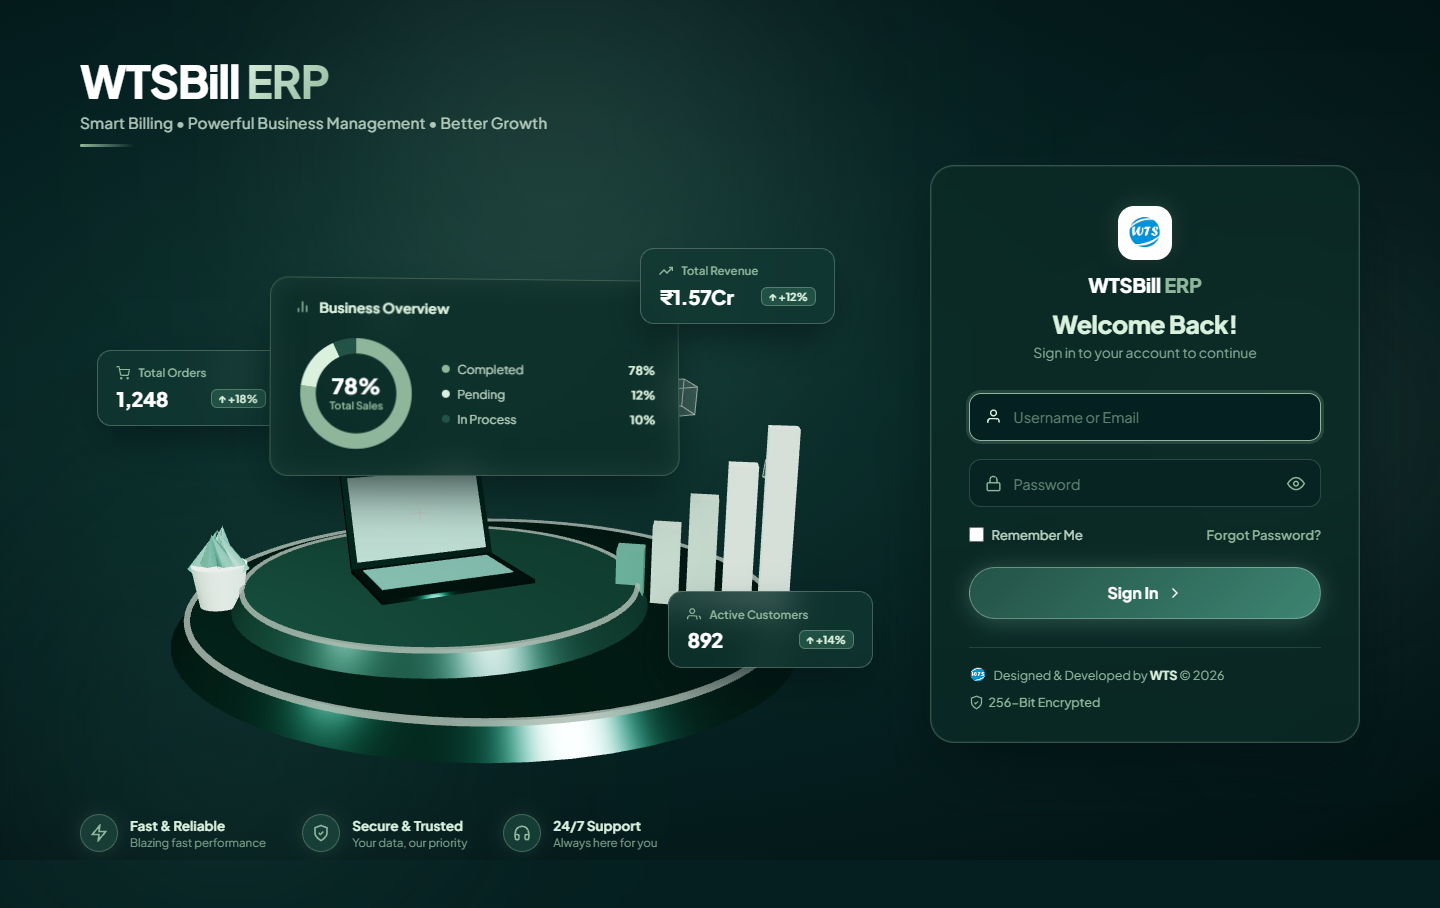 WTSBill ERP
Smart Billing • Powerful Business Management • Better Growth
Total Revenue
₹1.57Cr
↑ +12%
Business Overview
78%
Total Sales
Completed 78%
Pending 12%
In Process 10%
Total Orders
1,248
↑ +18%
Active Customers
892
↑ +14%
Fast & Reliable
Blazing fast performance
Secure & Trusted
Your data, our priority
24/7 Support
Always here for you
WTS
WTSBill ERP
Welcome Back!
Sign in to your account to continue
Username or Email
Password
Remember Me
Forgot Password?
Sign In
WTS
Designed & Developed by WTS © 2026
256-Bit Encrypted